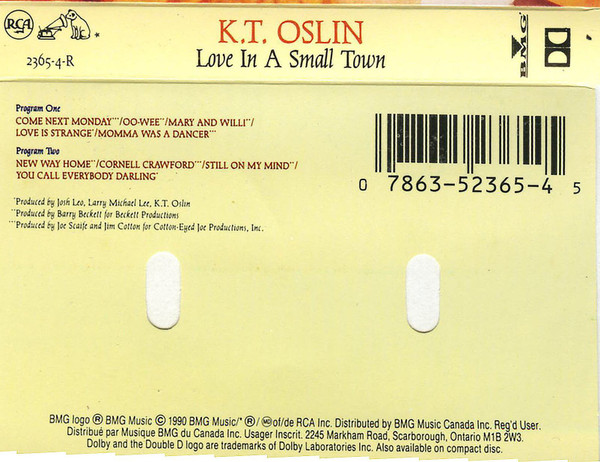 RCA
K.T. OSLIN
BMG
2365-4-R
Love In A Small Town
Program One
COME NEXT MONDAY***/OO-WEE**/MARY AND WILLI**/
LOVE IS STRANGE*/MOMMA WAS A DANCER***
Program Two
NEW WAY HOME**/CORNELL CRAWFORD***/STILL ON MY MIND**/
YOU CALL EVERYBODY DARLING*
0 7863-52365-4 5
*Produced by Josh Leo, Larry Michael Lee, K.T. Oslin
**Produced by Barry Beckett for Beckett Productions
***Produced by Joe Scaife and Jim Cotton for Cotton-Eyed Joe Productions, Inc.
BMG logo ® BMG Music © 1990 BMG Music/* ®/ of/de RCA Inc. Distributed by BMG Music Canada Inc. Reg'd User.
Distribué par Musique BMG du Canada Inc. Usager Inscrit. 2245 Markham Road, Scarborough, Ontario M1B 2W3.
Dolby and the Double D logo are trademarks of Dolby Laboratories Inc. Also available on compact disc.